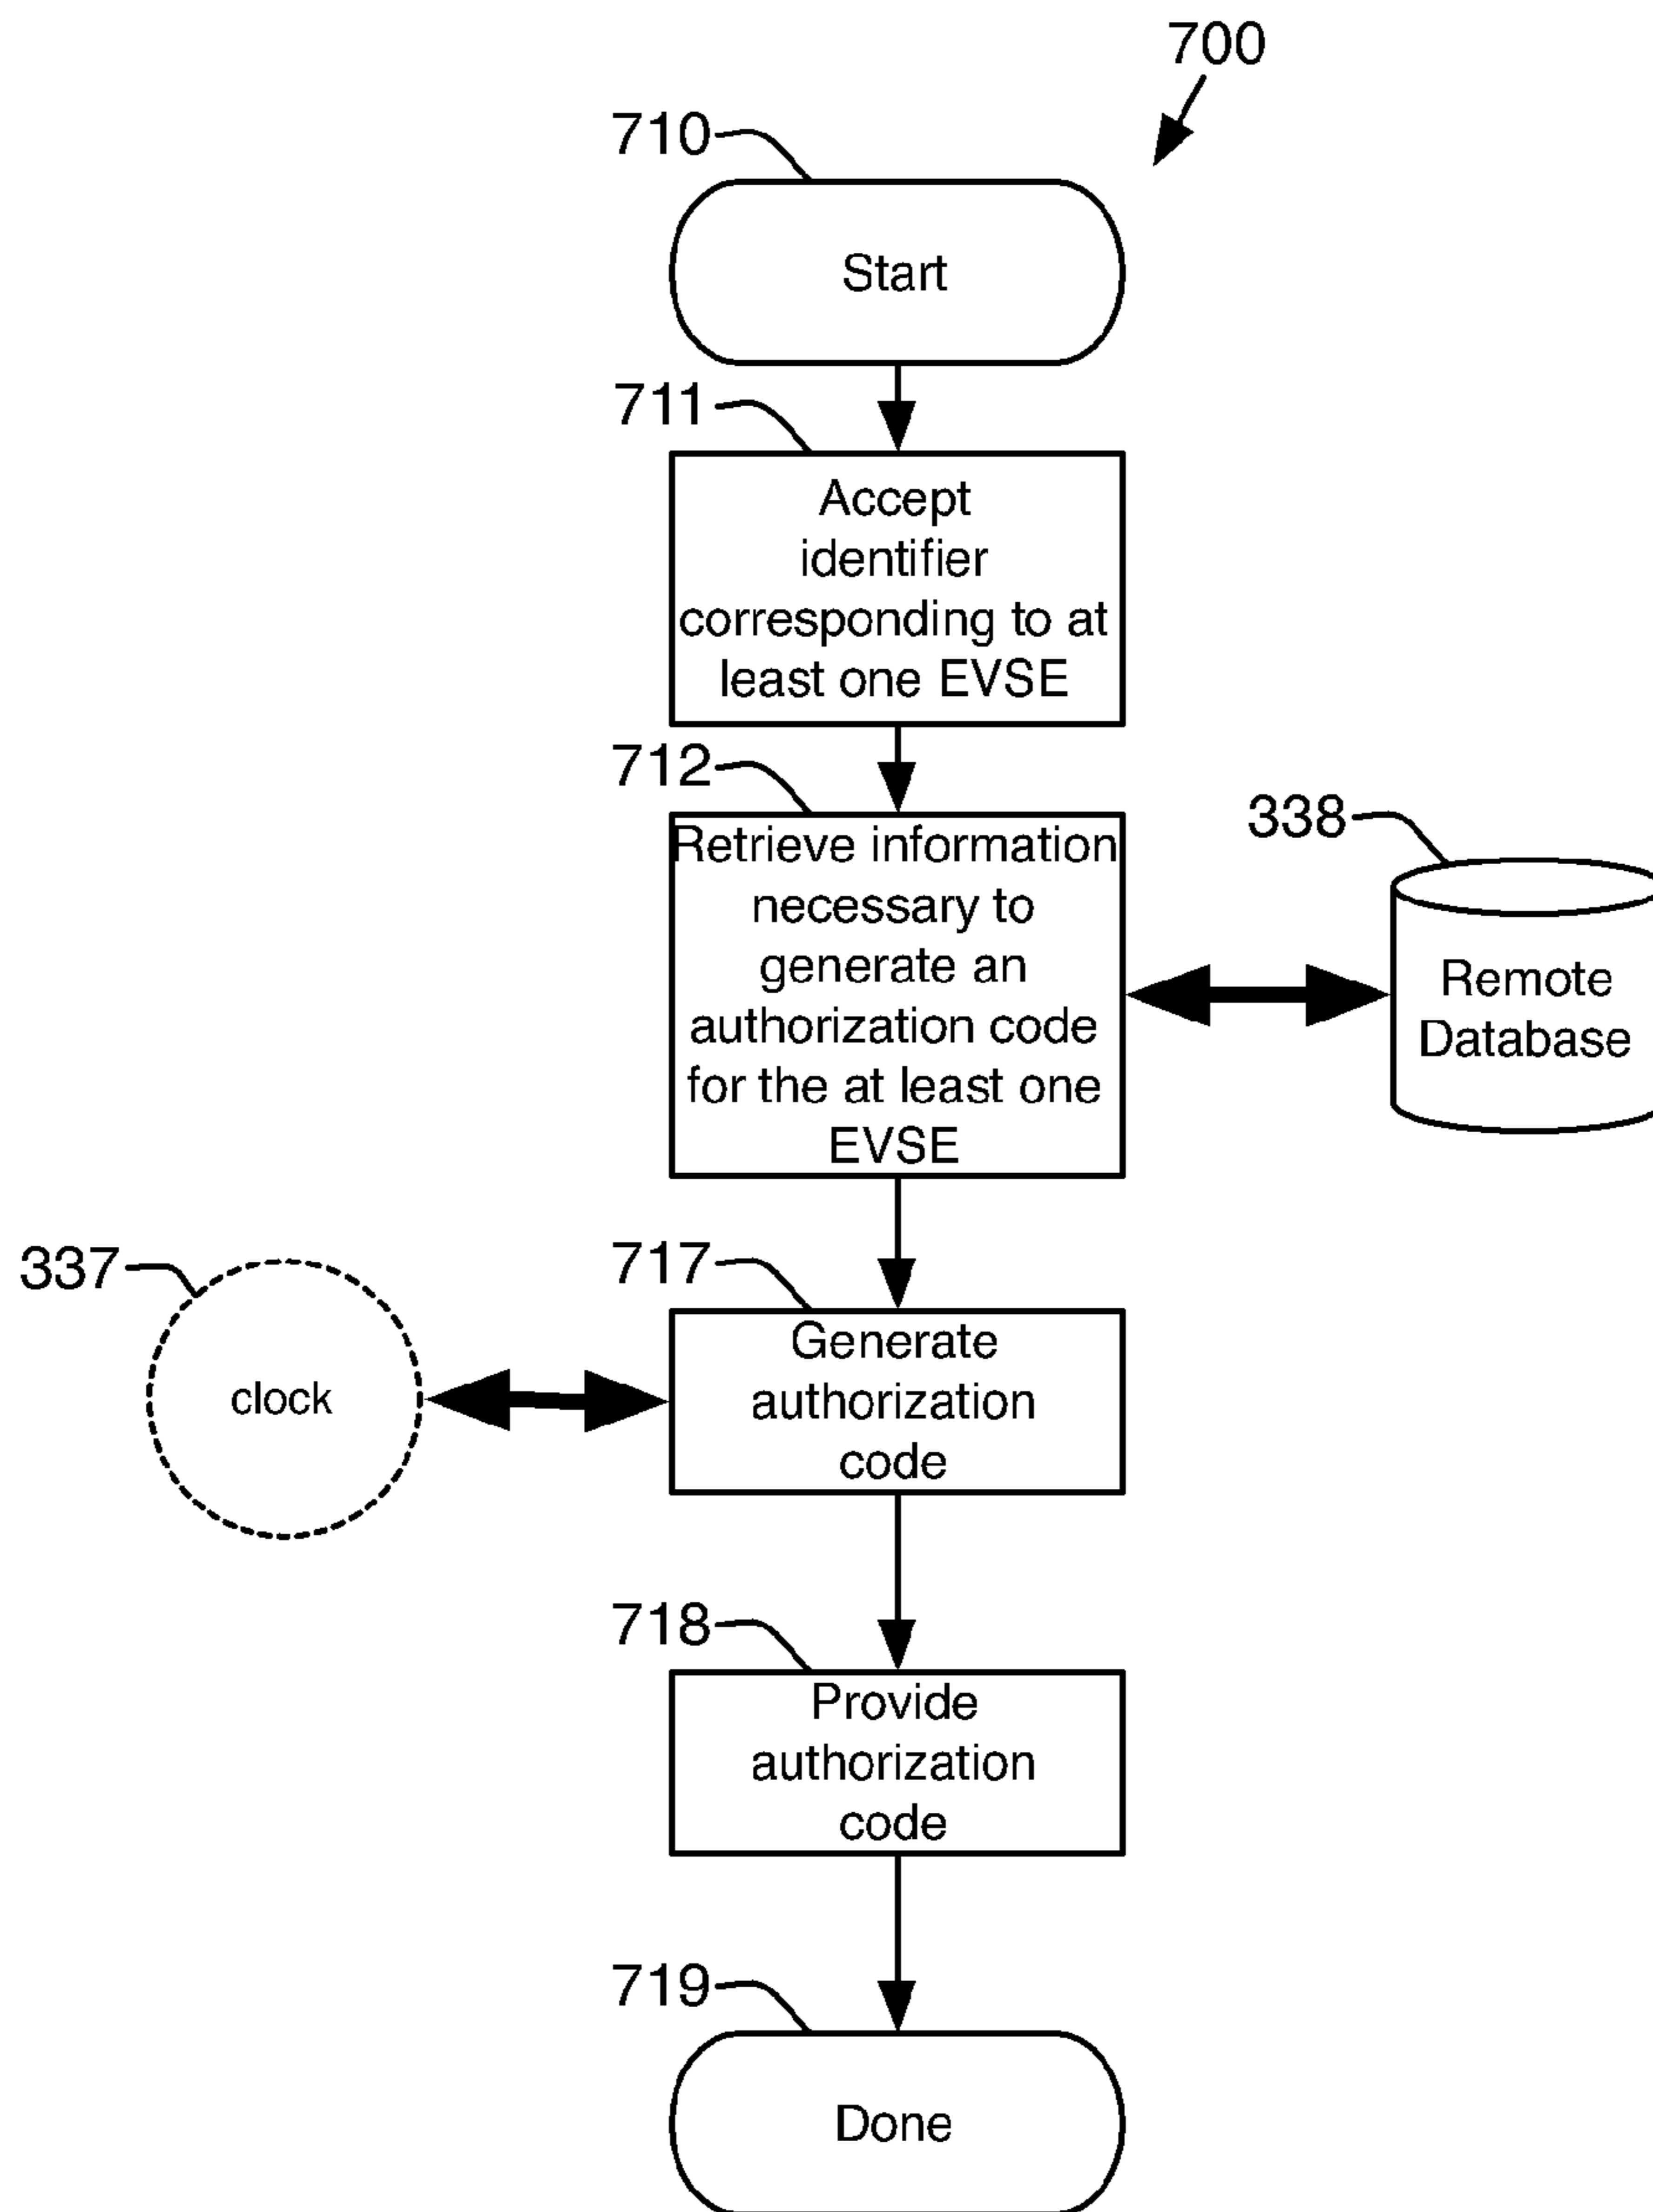 700
710
Start
711
Accept
identifier
corresponding to at
least one EVSE
712
Retrieve information
necessary to
generate an
authorization code
for the at least one
EVSE
338
Remote
Database
337
clock
717
Generate
authorization
code
718
Provide
authorization
code
719
Done